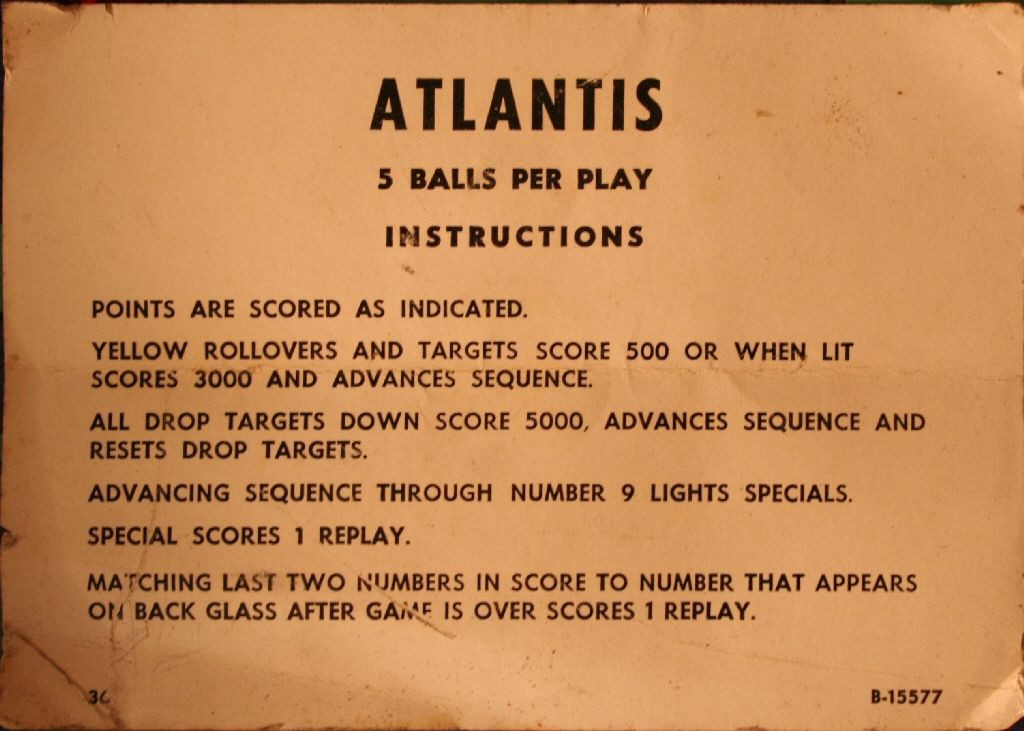 ATLANTIS
5 BALLS PER PLAY
INSTRUCTIONS
POINTS ARE SCORED AS INDICATED.
YELLOW ROLLOVERS AND TARGETS SCORE 500 OR WHEN LIT
SCORES 3000 AND ADVANCES SEQUENCE.
ALL DROP TARGETS DOWN SCORE 5000, ADVANCES SEQUENCE AND
RESETS DROP TARGETS.
ADVANCING SEQUENCE THROUGH NUMBER 9 LIGHTS SPECIALS.
SPECIAL SCORES 1 REPLAY.
MATCHING LAST TWO NUMBERS IN SCORE TO NUMBER THAT APPEARS
ON BACK GLASS AFTER GAME IS OVER SCORES 1 REPLAY.
B-15577